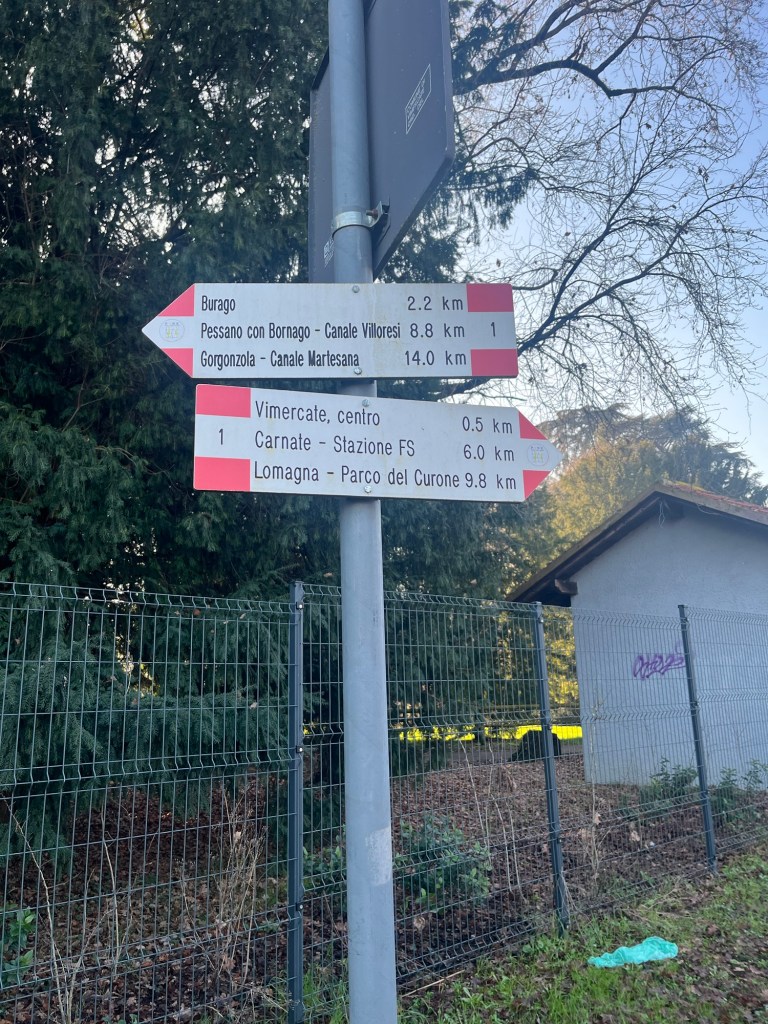 Burago 2.2 km
Pessano con Bornago - Canale Villoresi 8.8 km 1
Gorgonzola - Canale Martesana 14.0 km
Vimercate, centro 0.5 km
1 Carnate - Stazione FS 6.0 km
Lomagna - Parco del Curone 9.8 km